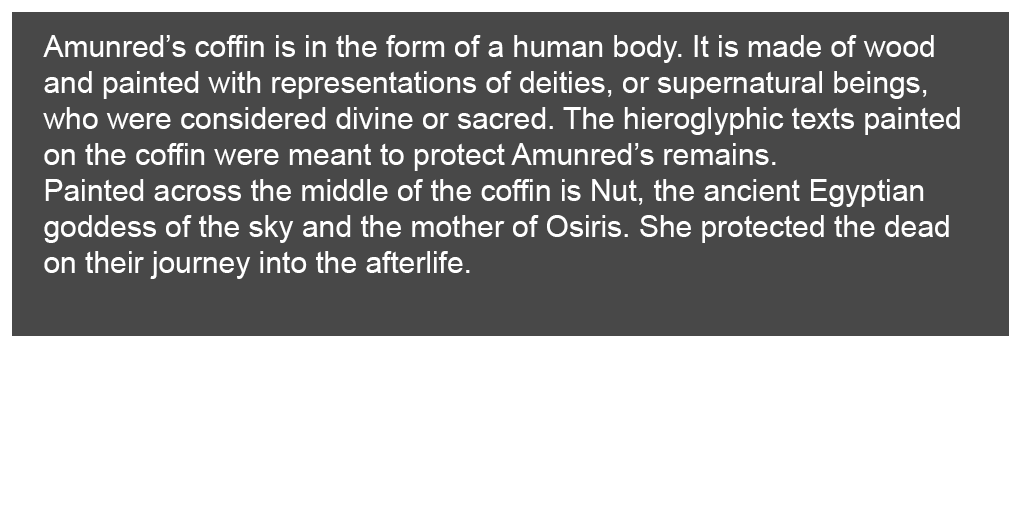 Amunred’s coffin is in the form of a human body. It is made of wood
and painted with representations of deities, or supernatural beings,
who were considered divine or sacred. The hieroglyphic texts painted
on the coffin were meant to protect Amunred’s remains.
Painted across the middle of the coffin is Nut, the ancient Egyptian
goddess of the sky and the mother of Osiris. She protected the dead
on their journey into the afterlife.